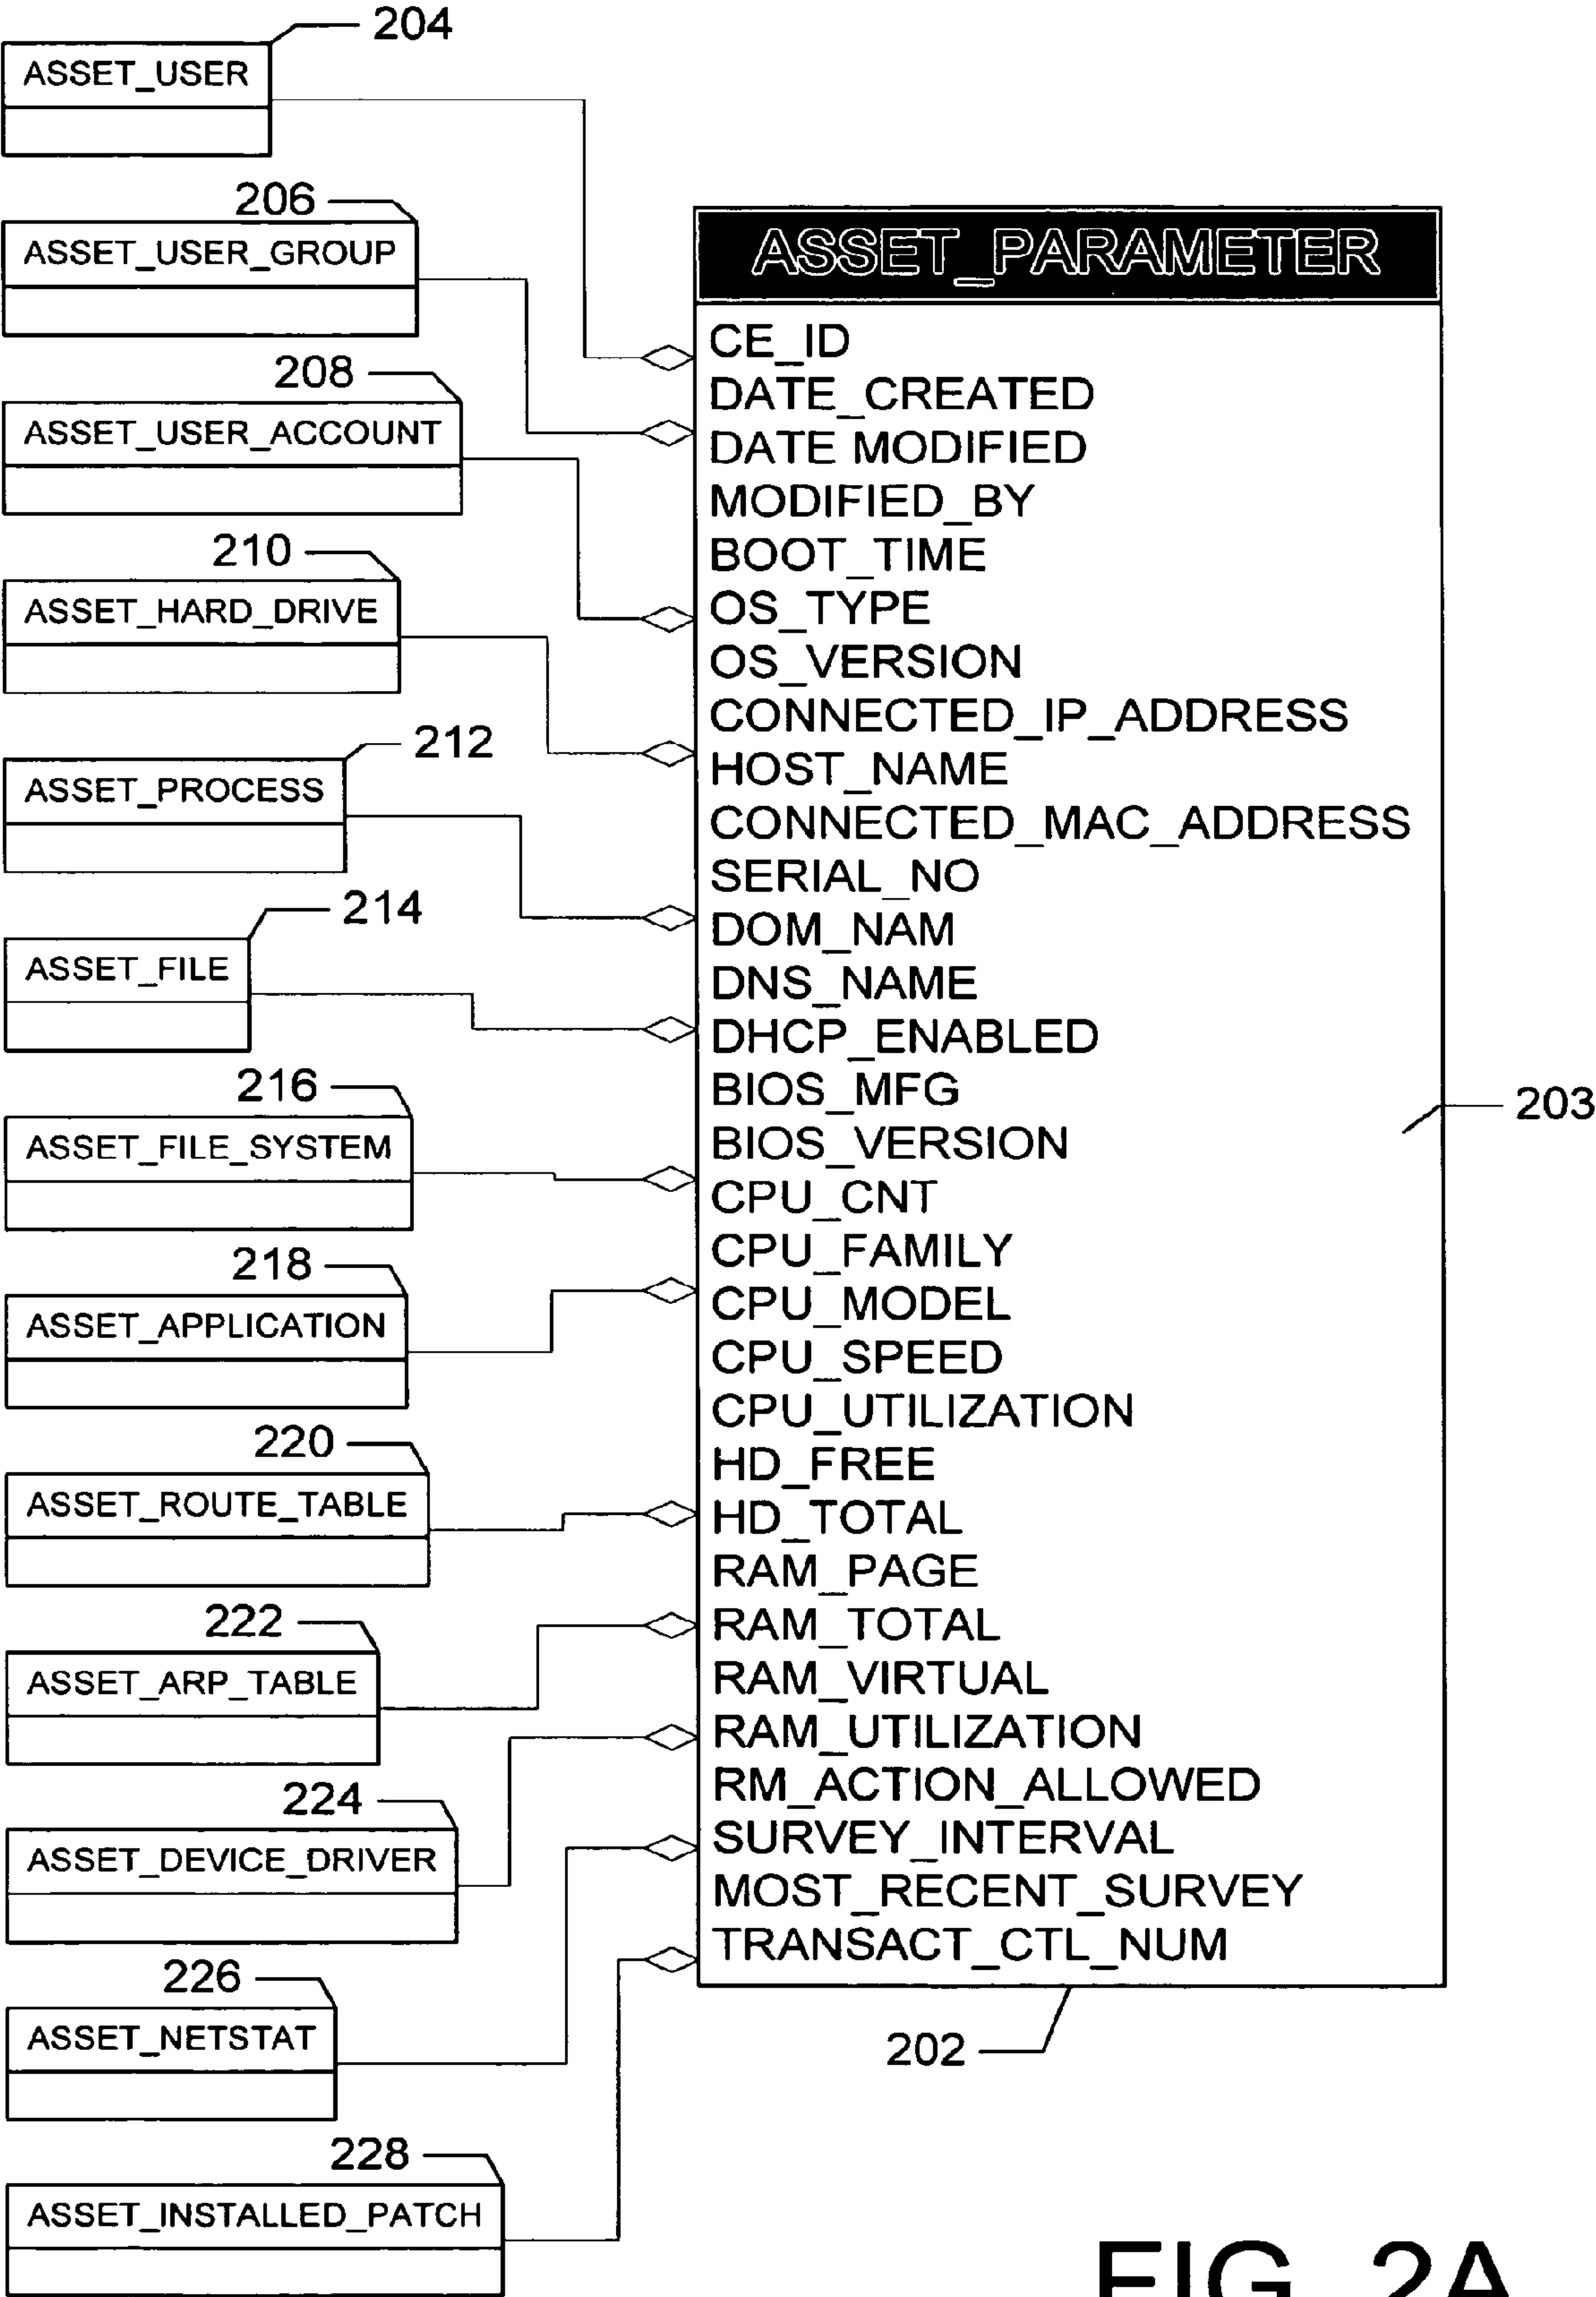 204
ASSET_USER
206
ASSET_USER_GROUP
208
ASSET_USER_ACCOUNT
210
ASSET_HARD_DRIVE
212
ASSET_PROCESS
214
ASSET_FILE
216
ASSET_FILE_SYSTEM
218
ASSET_APPLICATION
220
ASSET_ROUTE_TABLE
222
ASSET_ARP_TABLE
224
ASSET_DEVICE_DRIVER
226
ASSET_NETSTAT
228
ASSET_INSTALLED_PATCH
ASSET_PARAMETER
CE_ID
DATE_CREATED
DATE MODIFIED
MODIFIED_BY
BOOT_TIME
OS_TYPE
OS_VERSION
CONNECTED_IP_ADDRESS
HOST_NAME
CONNECTED_MAC_ADDRESS
SERIAL_NO
DOM_NAM
DNS_NAME
DHCP_ENABLED
BIOS_MFG
BIOS_VERSION
CPU_CNT
CPU_FAMILY
CPU_MODEL
CPU_SPEED
CPU_UTILIZATION
HD_FREE
HD_TOTAL
RAM_PAGE
RAM_TOTAL
RAM_VIRTUAL
RAM_UTILIZATION
RM_ACTION_ALLOWED
SURVEY_INTERVAL
MOST_RECENT_SURVEY
TRANSACT_CTL_NUM
203
202
FIG. 2A